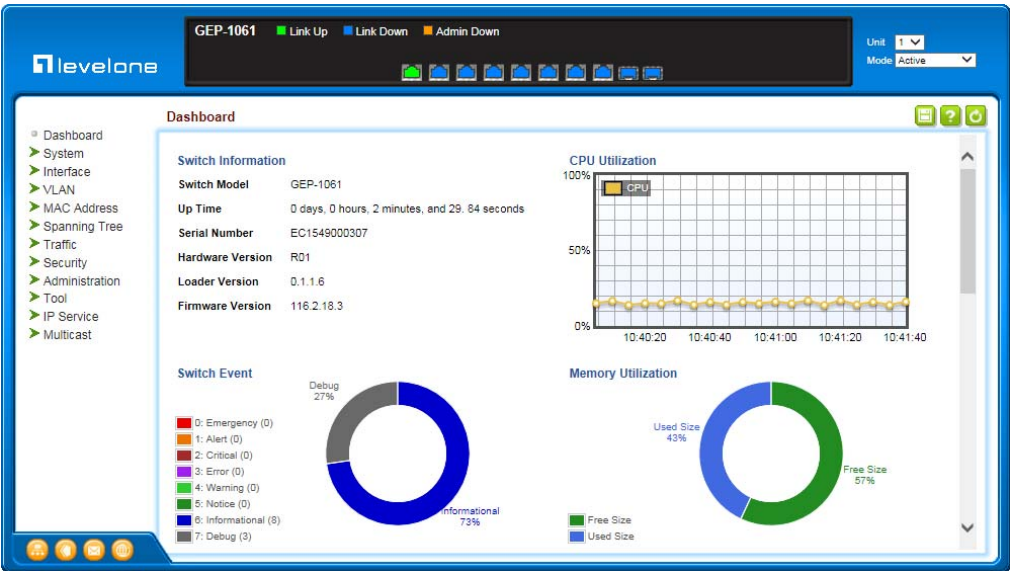 GEP-1061 Link Up Link Down Admin Down
Unit 1
Mode Active
levelone
Dashboard
Dashboard
System
Interface
VLAN
MAC Address
Spanning Tree
Traffic
Security
Administration
Tool
IP Service
Multicast
Switch Information
Switch Model GEP-1061
Up Time 0 days, 0 hours, 2 minutes, and 29. 84 seconds
Serial Number EC1549000307
Hardware Version R01
Loader Version 0.1.1.6
Firmware Version 116.2.18.3
CPU Utilization
100%
CPU
50%
0%
10:40:20 10:40:40 10:41:00 10:41:20 10:41:40
Switch Event
Debug
27%
0: Emergency (0)
1: Alert (0)
2: Critical (0)
3: Error (0)
4: Warning (0)
5: Notice (0)
6: Informational (8)
7: Debug (3)
Informational
73%
Memory Utilization
Used Size
43%
Free Size
57%
Free Size
Used Size